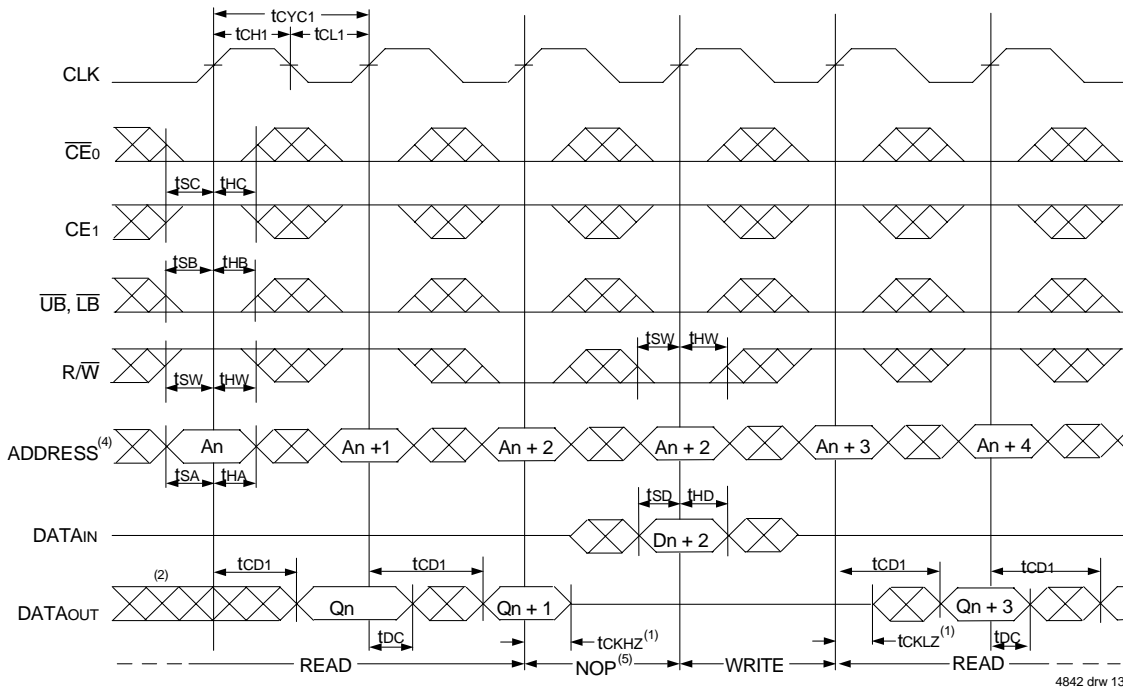 tCYC1
tCH1 tCL1
CLK
CE0
tSC tHC
CE1
tSB tHB
UB, LB
tSW tHW
R/W
tSW tHW
ADDRESS(4) An An +1 An + 2 An + 2 An + 3 An + 4
tSA tHA
tSD tHD
DATAIN Dn + 2
tCD1 tCD1 tCD1 tCD1
(2)
DATAOUT Qn Qn + 1 Qn + 3
tDC tCKHZ(1) tCKLZ(1) tDC
READ NOP(5) WRITE READ
4842 drw 13